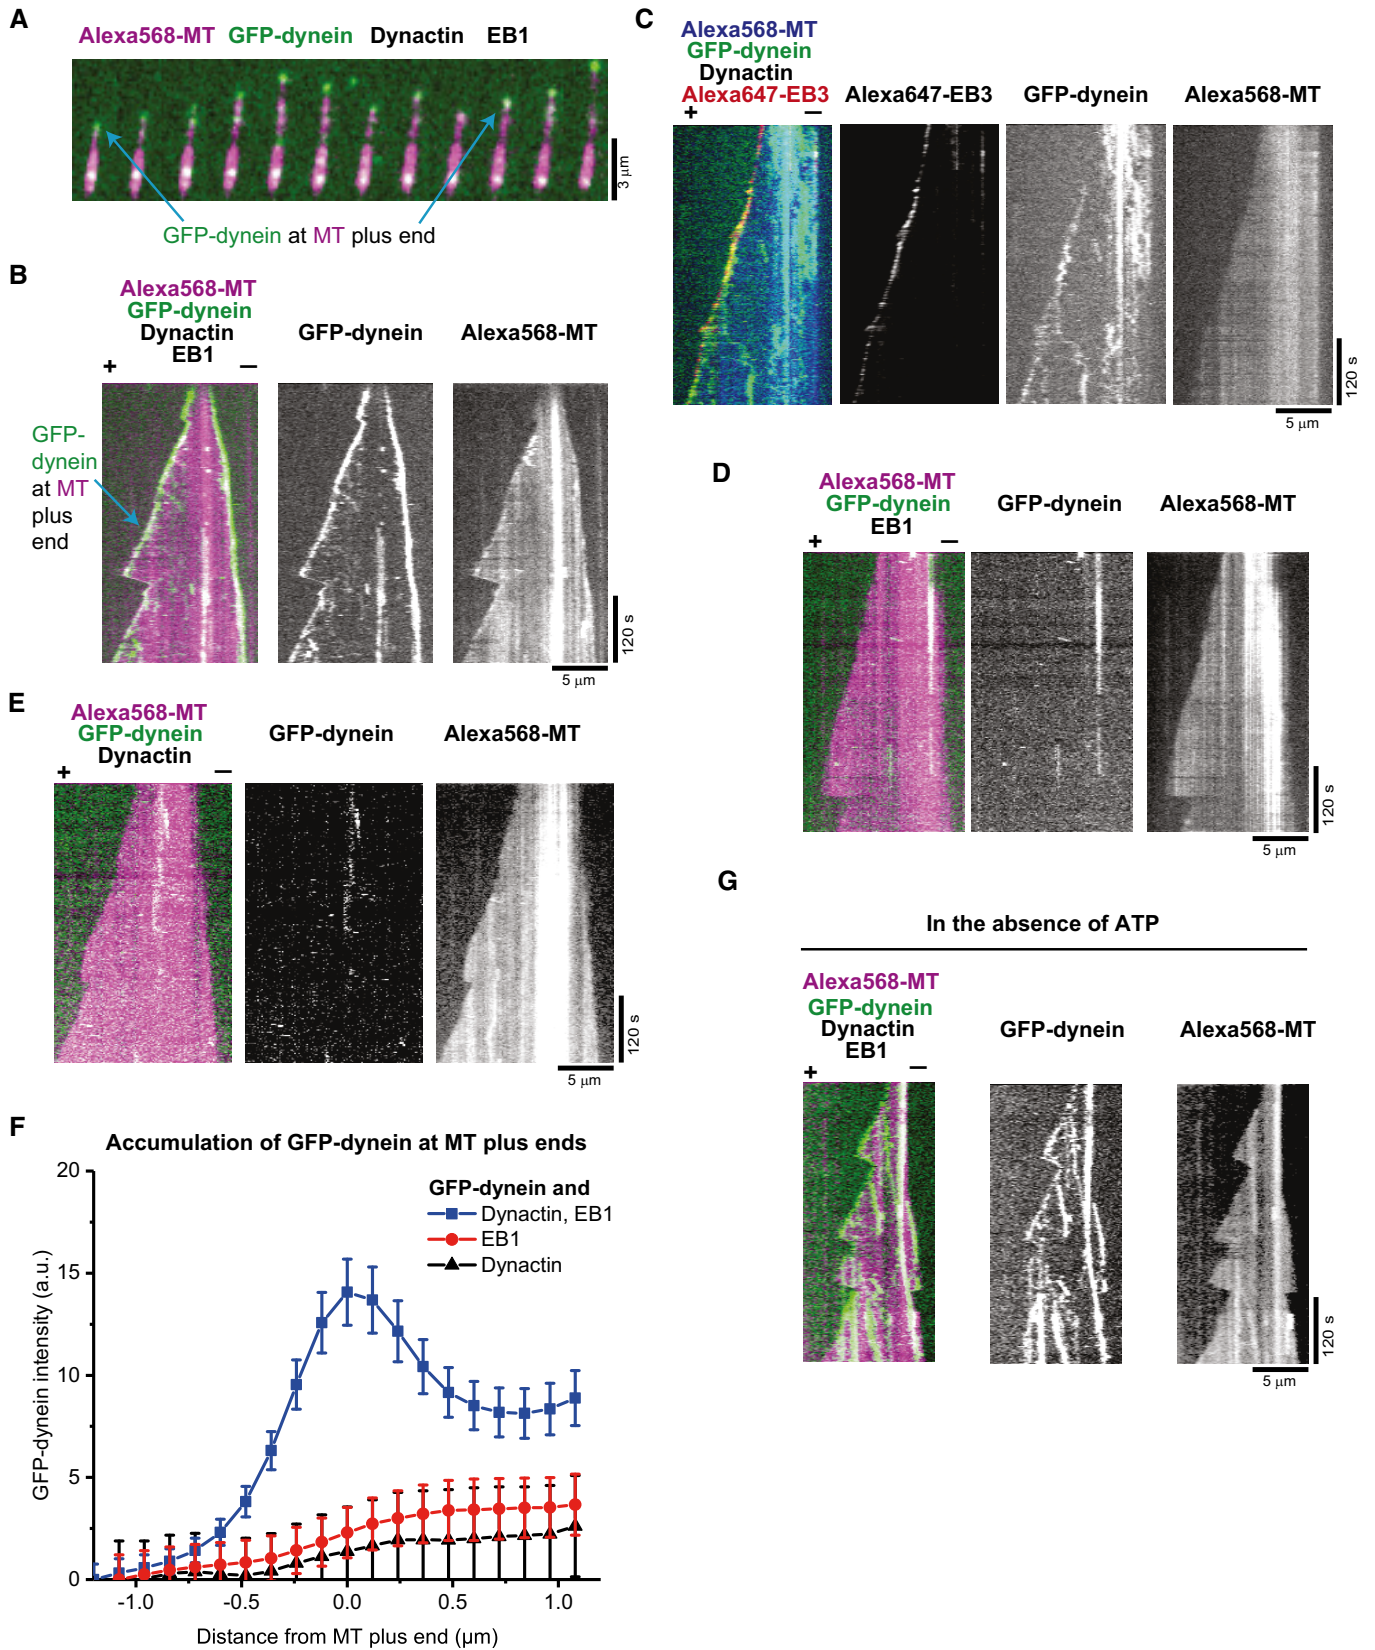 A
Alexa568-MT GFP-dynein Dynactin EB1
3 µm
GFP-dynein at MT plus end
B
Alexa568-MT
GFP-dynein
Dynactin
EB1
+ –
GFP-dynein
Alexa568-MT
GFP-
dynein
at MT
plus
end
120 s
5 µm
C
Alexa568-MT
GFP-dynein
Dynactin
Alexa647-EB3
+ –
Alexa647-EB3
GFP-dynein
Alexa568-MT
120 s
5 µm
D
Alexa568-MT
GFP-dynein
EB1
+ –
GFP-dynein
Alexa568-MT
120 s
5 µm
E
Alexa568-MT
GFP-dynein
Dynactin
+ –
GFP-dynein
Alexa568-MT
120 s
5 µm
F
Accumulation of GFP-dynein at MT plus ends
GFP-dynein and
Dynactin, EB1
EB1
Dynactin
GFP-dynein intensity (a.u.)
20
15
10
5
0
-1.0 -0.5 0.0 0.5 1.0
Distance from MT plus end (µm)
G
In the absence of ATP
Alexa568-MT
GFP-dynein
Dynactin
EB1
+ –
GFP-dynein
Alexa568-MT
120 s
5 µm